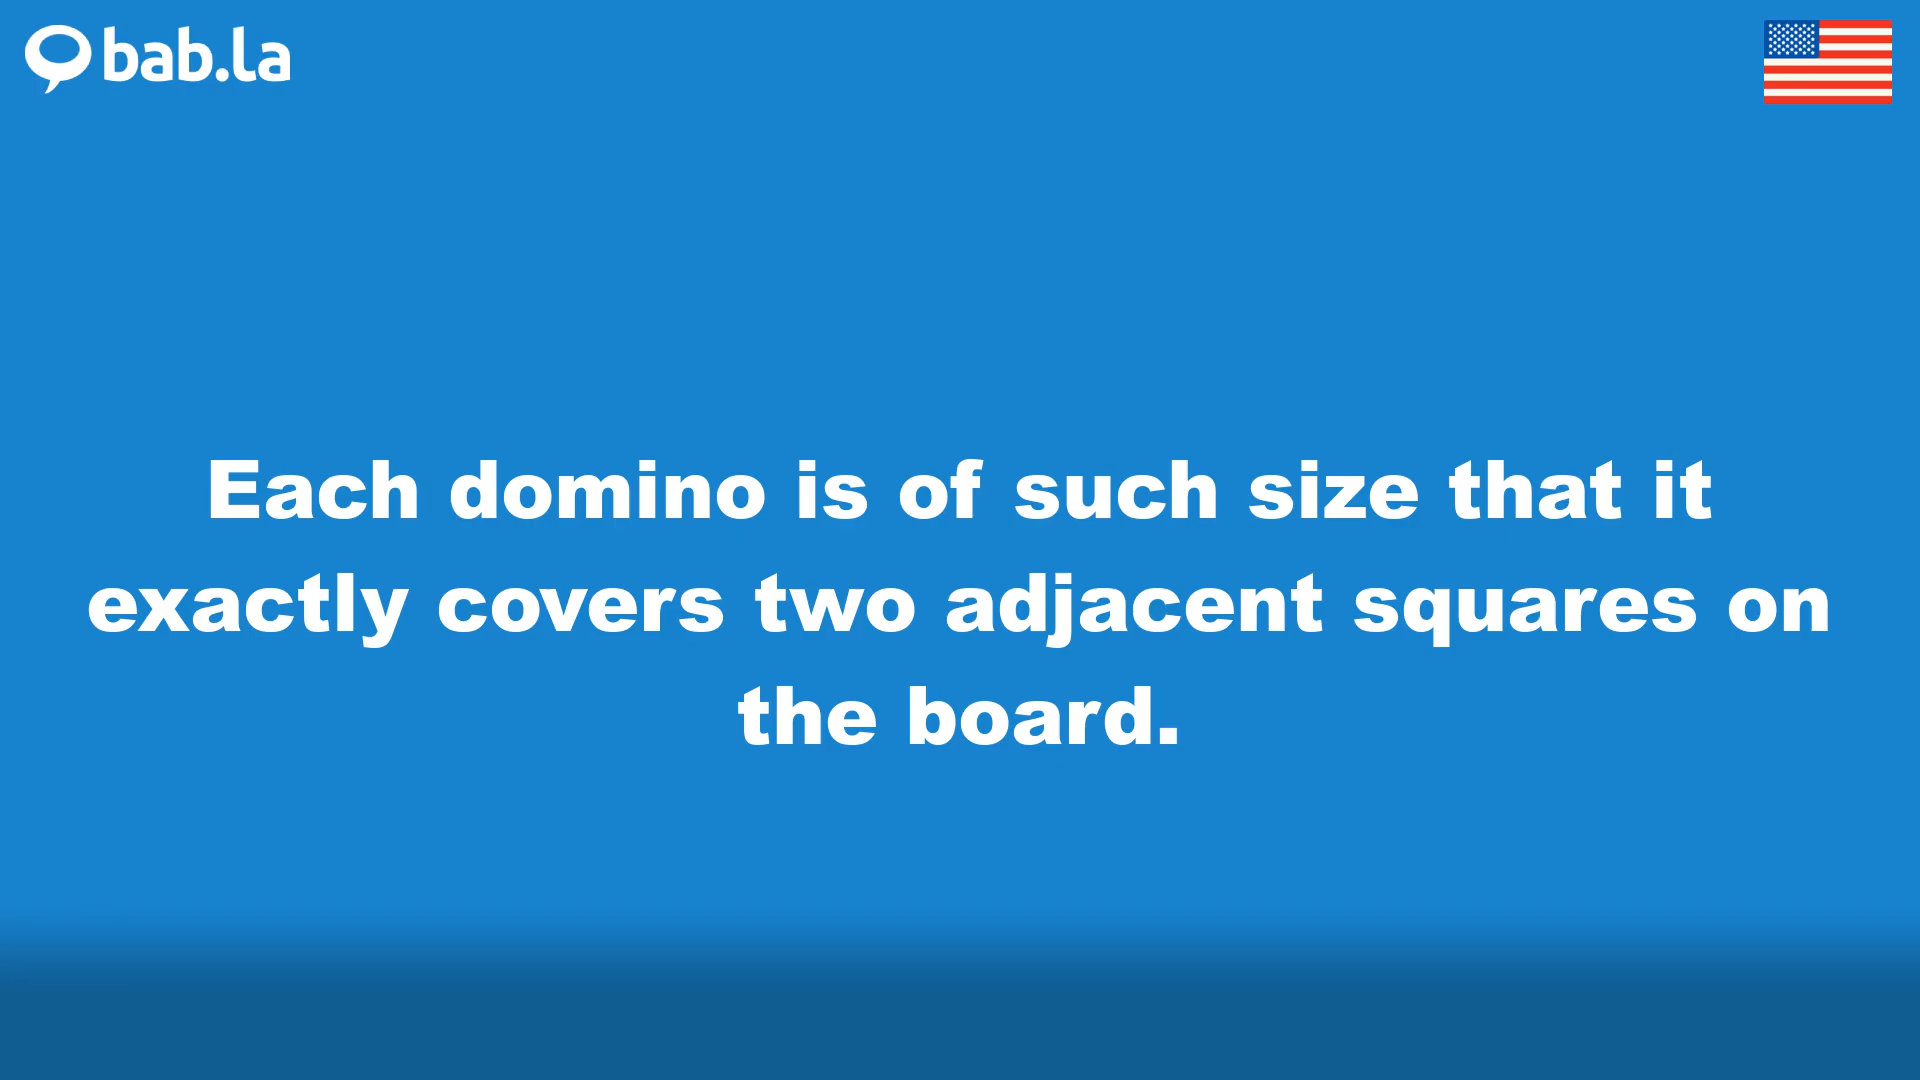 bab.la
Each domino is of such size that it
exactly covers two adjacent squares on
the board.